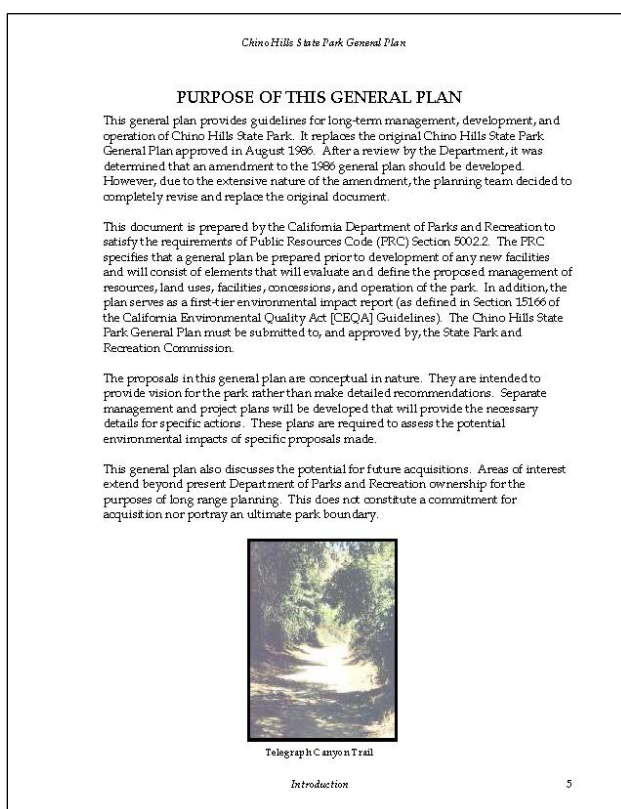 Chino Hills State Park General Plan
PURPOSE OF THIS GENERAL PLAN
This general plan provides guidelines for long-term management, development, and
operation of Chino Hills State Park. It replaces the original Chino Hills State Park
General Plan approved in August 1986. After a review by the Department, it was
determined that an amendment to the 1986 general plan should be developed.
However, due to the extensive nature of the amendment, the planning team decided to
completely revise and replace the original document.
This document is prepared by the California Department of Parks and Recreation to
satisfy the requirements of Public Resources Code (PRC) Section 5002.2. The PRC
specifies that a general plan be prepared prior to development of any new facilities
and will consist of elements that will evaluate and define the proposed management of
resources, land uses, facilities, concessions, and operation of the park. In addition, the
plan serves as a first-tier environmental impact report (as defined in Section 15166 of
the California Environmental Quality Act [CEQA] Guidelines). The Chino Hills State
Park General Plan must be submitted to, and approved by, the State Park and
Recreation Commission.
The proposals in this general plan are conceptual in nature. They are intended to
provide vision for the park rather than make detailed recommendations. Separate
management and project plans will be developed that will provide the necessary
details for specific actions. These plans are required to assess the potential
environmental impacts of specific proposals made.
This general plan also discusses the potential for future acquisitions. Areas of interest
extend beyond present Department of Parks and Recreation ownership for the
purposes of long range planning. This does not constitute a commitment for
acquisition nor portray an ultimate park boundary.
Telegraph Canyon Trail
Introduction 5